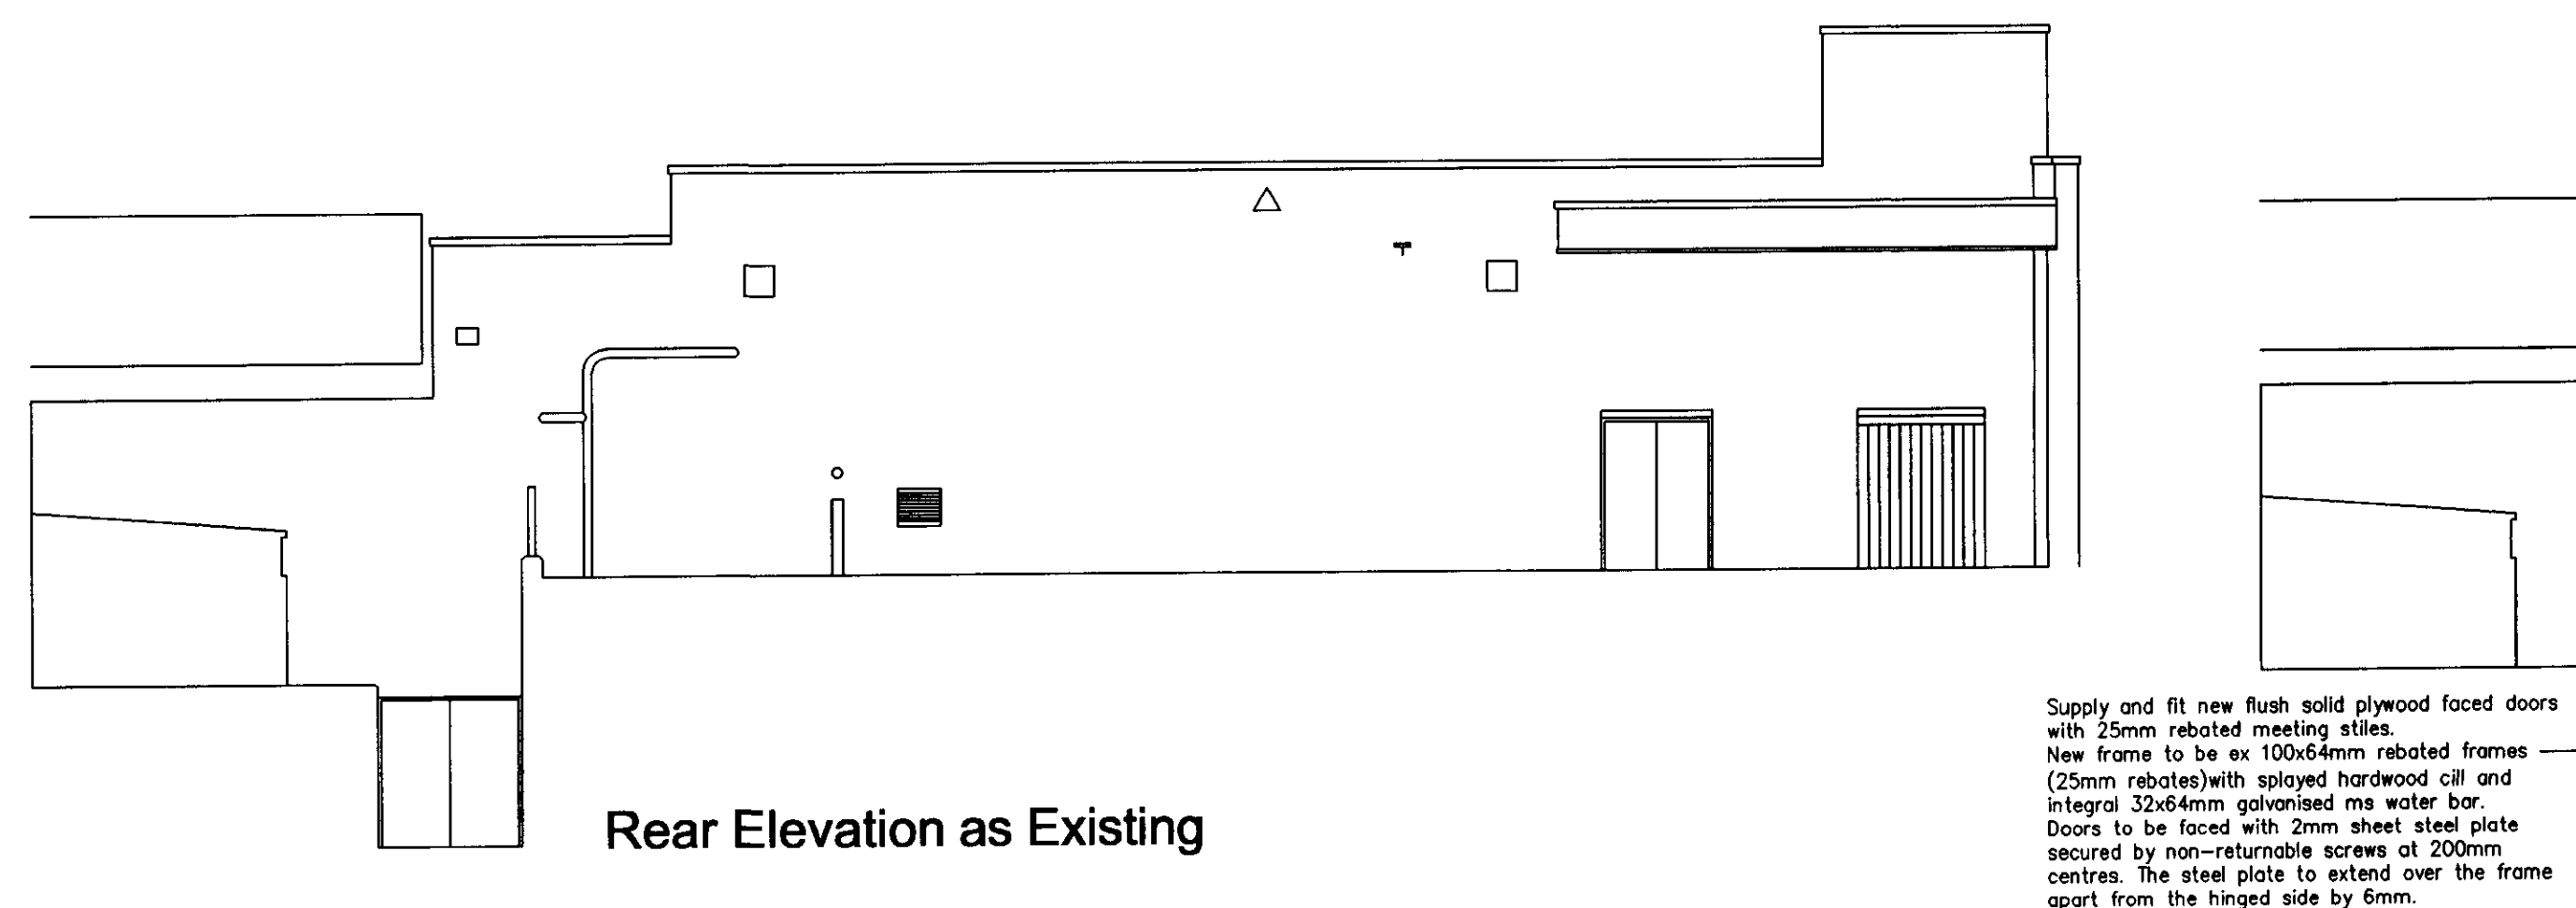 Rear Elevation as Existing
Supply and fit new flush solid plywood faced doors
with 25mm rebated meeting stiles.
New frame to be ex 100x64mm rebated frames
(25mm rebates)with splayed hardwood cill and
integral 32x64mm galvanised ms water bar.
Doors to be faced with 2mm sheet steel plate
secured by non-returnable screws at 200mm
centres. The steel plate to extend over the frame
apart from the hinged side by 6mm.